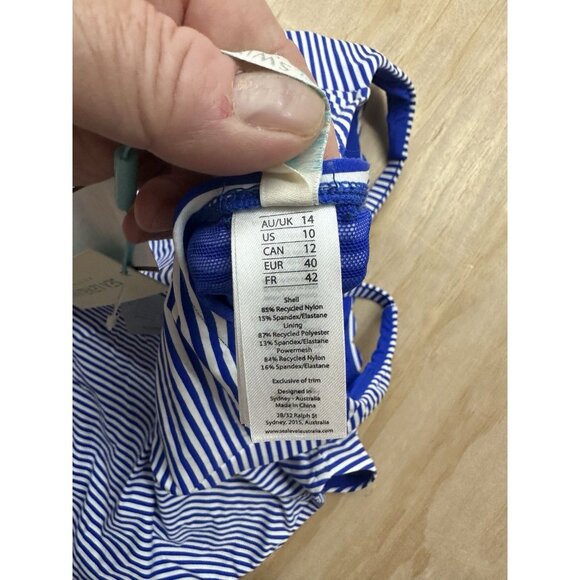 SW
AU/UK 14
US 10
CAN 12
EUR 40
FR 42
Shell
85% Recycled Nylon
15% Spandex/Elastane
Lining
87% Recycled Polyester
13% Spandex/Elastane
Powermesh
84% Recycled Nylon
16% Spandex/Elastane
Exclusive of trim
Designed in
Sydney - Australia
Made in China
28/32 Ralph St
Sydney, 2015, Australia
www.sealevelaustralia.com